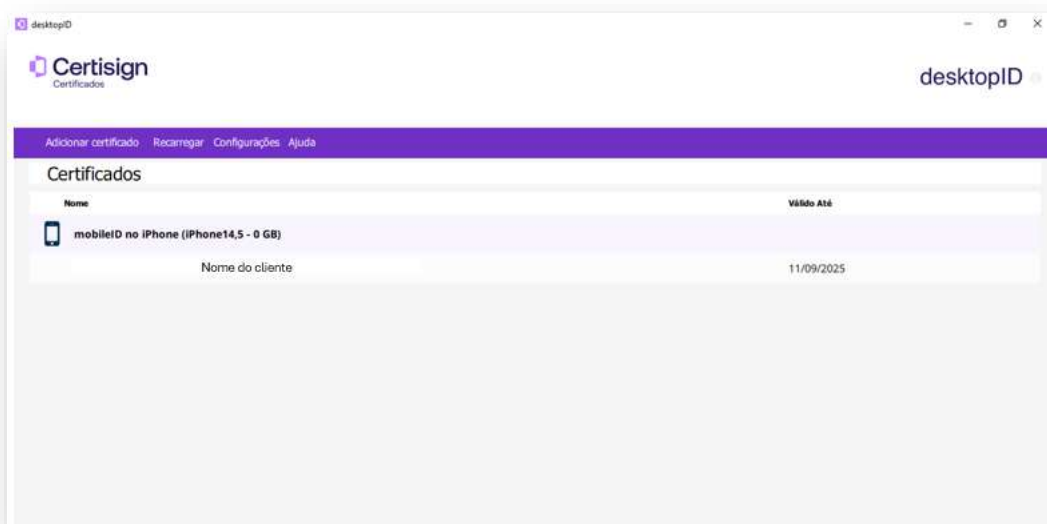 desktopID
Certisign
Certificados
desktopID
Adicionar certificado Recarregar Configurações Ajuda
Certificados
Nome Válido Até
mobileID no iPhone (iPhone14,5 - 0 GB)
Nome do cliente 11/09/2025